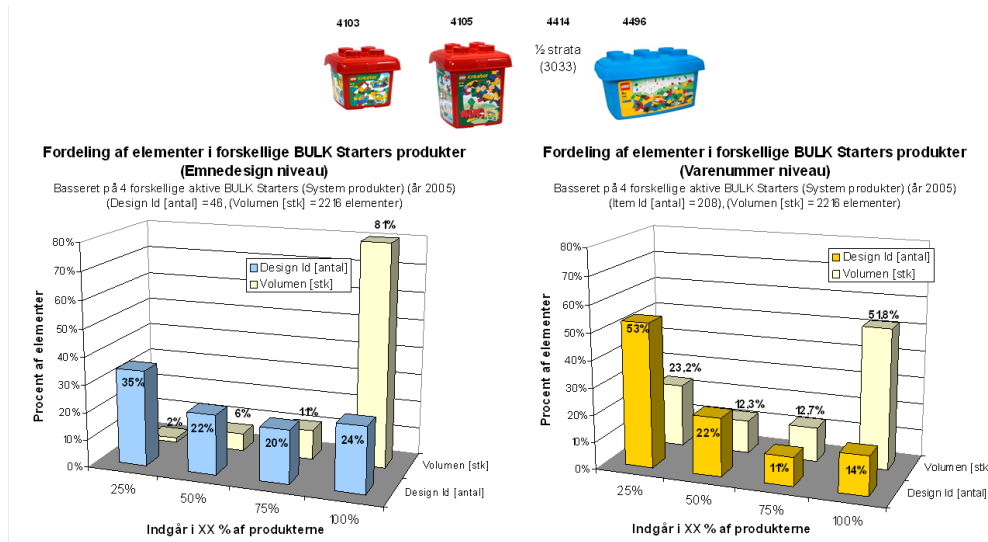 4103 4105 4414 4496
½ strata
(3033)
Fordeling af elementer i forskellige BULK Starters produkter
(Emnedesign niveau)
Basseret på 4 forskellige aktive BULK Starters (System produkter) (år 2005)
(Design Id [antal] = 46, (Volumen [stk] = 2216 elementer)
81%
80%
70%
60%
50%
40%
30%
20%
10%
0%
Procent af elementer
Design Id [antal]
Volumen [stk]
35%
2%
22%
6%
20%
11%
24%
Volumen [stk]
Design Id [antal]
25%
50%
75%
100%
Indgår i XX % af produkterne
Fordeling af elementer i forskellige BULK Starters produkter
(Varenummer niveau)
Basseret på 4 forskellige aktive BULK Starters (System produkter) (år 2005)
(Item Id [antal] = 208), (Volumen [stk] = 2216 elementer)
80%
70%
60%
50%
40%
30%
20%
10%
0%
Procent af elementer
Design Id [antal]
Volumen [stk]
53%
23,2%
22%
12,3%
11%
12,7%
14%
51,8%
Volumen [stk
Design Id [antal]
25%
50%
75%
100%
Indgår i XX % af produkterne